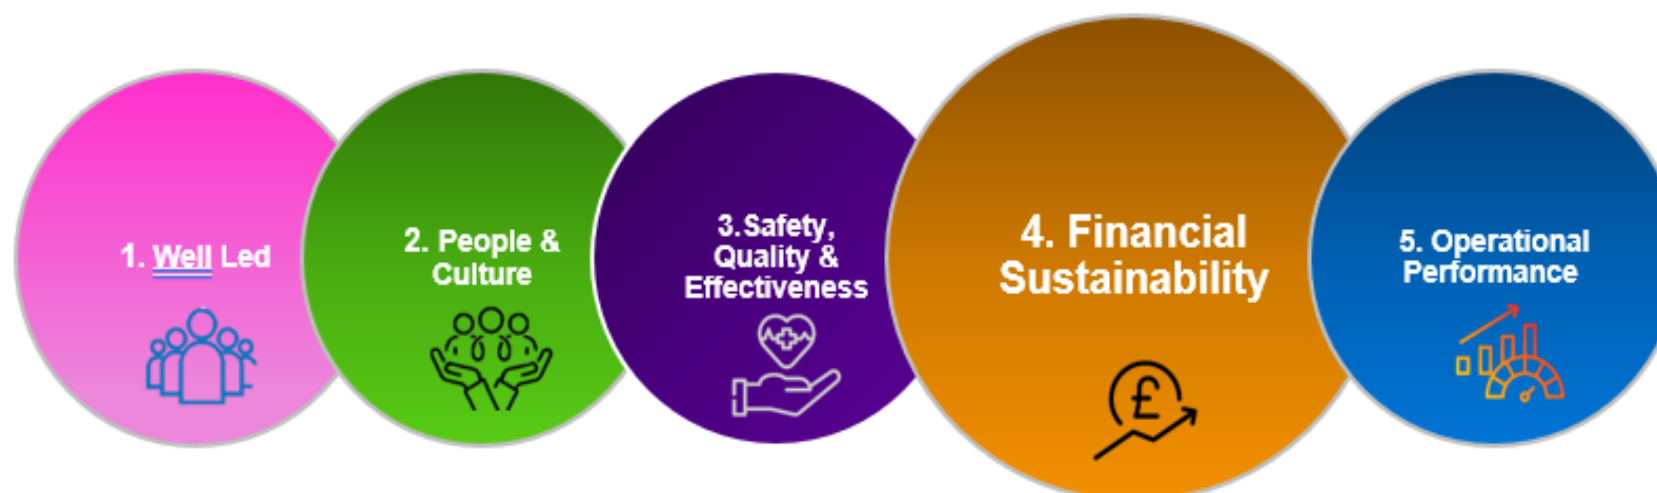 1. Well Led
2. People &
Culture
3.Safety,
Quality &
Effectiveness
4. Financial
Sustainability
£
5. Operational
Performance